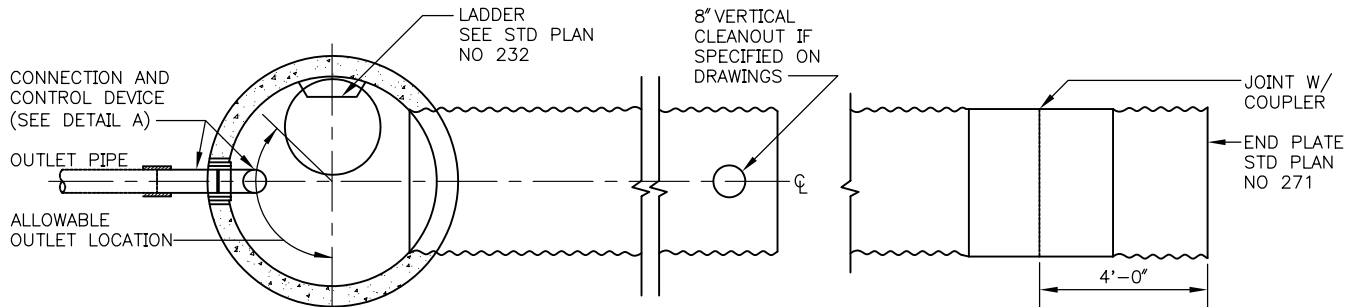 LADDER
SEE STD PLAN
NO 232
8" VERTICAL
CLEANOUT IF
SPECIFIED ON
DRAWINGS
CONNECTION AND
CONTROL DEVICE
(SEE DETAIL A)
OUTLET PIPE
ALLOWABLE
OUTLET LOCATION
℄
JOINT W/
COUPLER
END PLATE
STD PLAN
NO 271
4'-0"